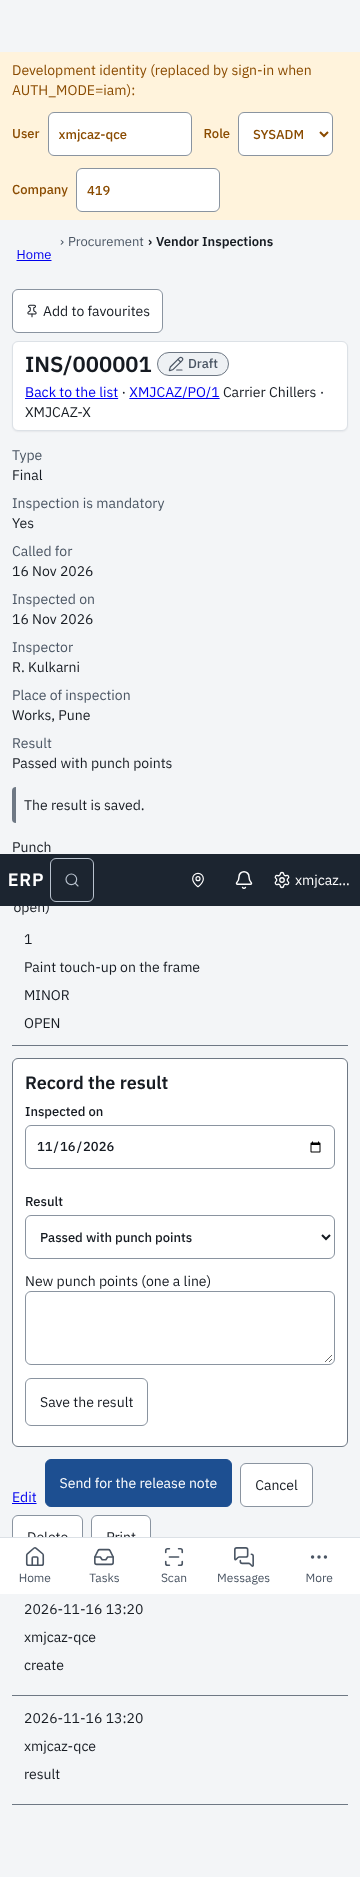 Development identity (replaced by sign-in when
AUTH_MODE=iam):
User xmjcaz-qce Role SYSADM
Company 419
Home › Procurement › Vendor Inspections
Add to favourites
INS/000001 Draft
Back to the list · XMJCAZ/PO/1 Carrier Chillers ·
XMJCAZ-X
Type
Final
Inspection is mandatory
Yes
Called for
16 Nov 2026
Inspected on
16 Nov 2026
Inspector
R. Kulkarni
Place of inspection
Works, Pune
Result
Passed with punch points
The result is saved.
Punch
ERP xmjcaz...
open)
1
Paint touch-up on the frame
MINOR
OPEN
Record the result
Inspected on
11/16/2026
Result
Passed with punch points
New punch points (one a line)
Save the result
Edit Send for the release note Cancel
Delete Print
Home Tasks Scan Messages More
2026-11-16 13:20
xmjcaz-qce
create
2026-11-16 13:20
xmjcaz-qce
result